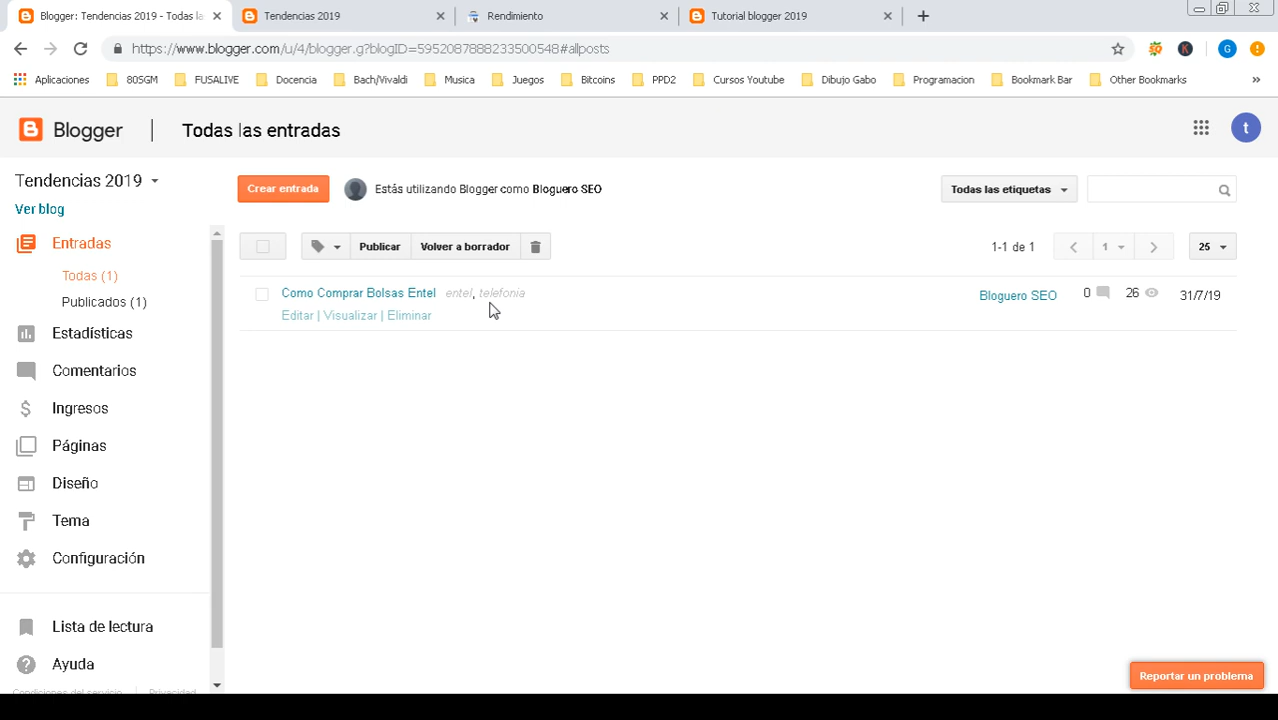 Blogger: Tendencias 2019 - Todas la
Tendencias 2019
Rendimiento
Tutorial blogger 2019
https://www.blogger.com/u/4/blogger.g?blogID=5952087888233500548#allposts
G
Aplicaciones
80SGM
FUSALIVE
Docencia
Bach/Vivaldi
Musica
Juegos
Bitcoins
PPD2
Cursos Youtube
Dibujo Gabo
Programacion
Bookmark Bar
Other Bookmarks
Blogger
Todas las entradas
t
Tendencias 2019
Ver blog
Crear entrada
Estás utilizando Blogger como Bloguero SEO
Todas las etiquetas
Entradas
Publicar
Volver a borrador
1-1 de 1
1
25
Todas (1)
Publicados (1)
Como Comprar Bolsas Entel entel, telefonia
Editar | Visualizar | Eliminar
Bloguero SEO
0
26
31/7/19
Estadísticas
Comentarios
Ingresos
Páginas
Diseño
Tema
Configuración
Lista de lectura
Ayuda
Condiciones del servicio
Privacidad
Reportar un problema